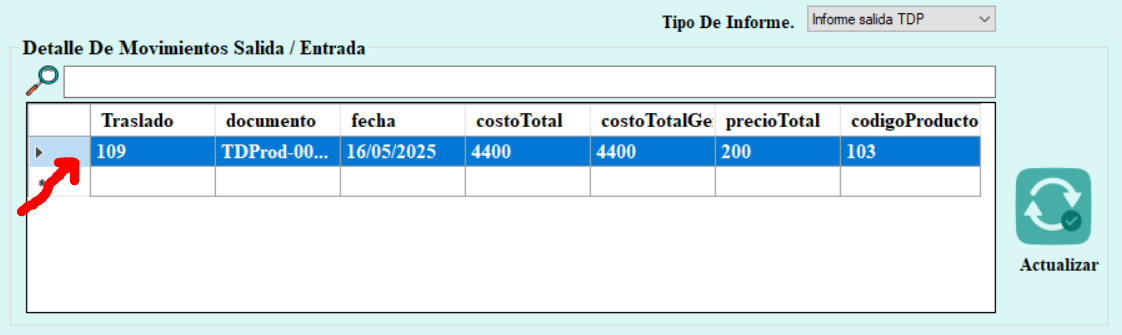 Tipo De Informe. Informe salida TDP
Detalle De Movimientos Salida / Entrada
Traslado documento fecha costoTotal costoTotalGe precioTotal codigoProducto
109 TDProd-00... 16/05/2025 4400 4400 200 103
Actualizar